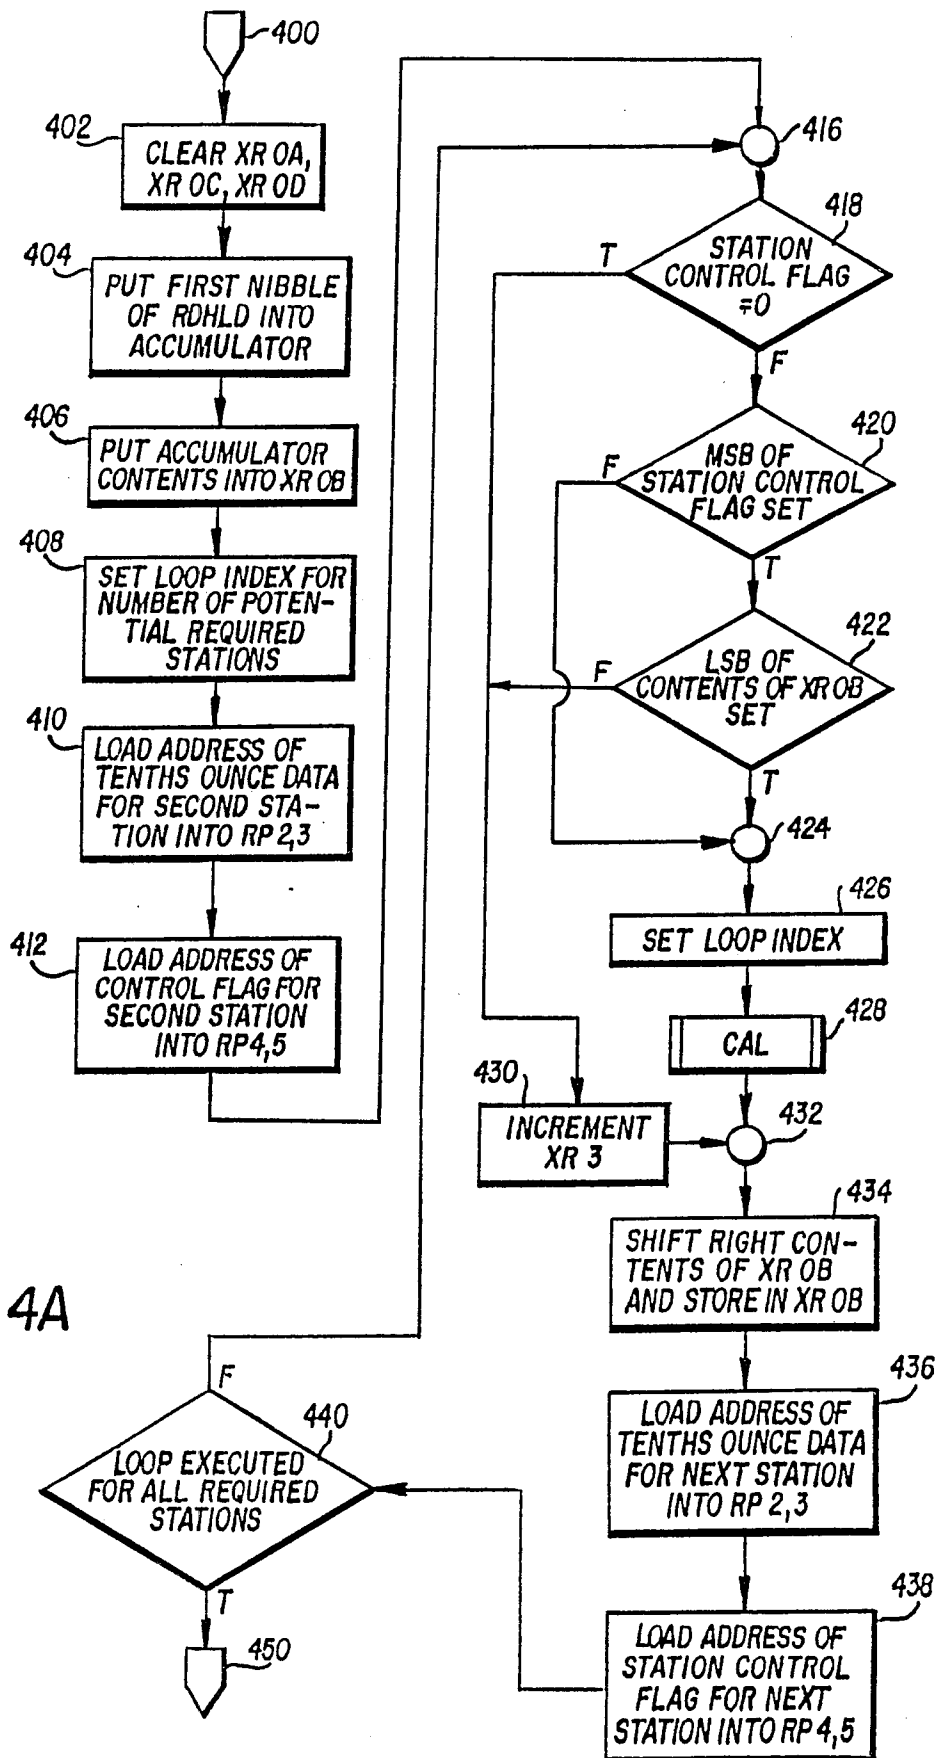 400
402
CLEAR XR 0A,
XR 0C, XR 0D
404
PUT FIRST NIBBLE
OF RDHLD INTO
ACCUMULATOR
406
PUT ACCUMULATOR
CONTENTS INTO XR 0B
408
SET LOOP INDEX FOR
NUMBER OF POTEN-
TIAL REQUIRED
STATIONS
410
LOAD ADDRESS OF
TENTHS OUNCE DATA
FOR SECOND STA-
TION INTO RP 2,3
412
LOAD ADDRESS OF
CONTROL FLAG FOR
SECOND STATION
INTO RP 4,5
416
418
T
STATION
CONTROL FLAG
=0
F
420
F
MSB OF
STATION CONTROL
FLAG SET
T
422
F
LSB OF
CONTENTS OF XR 0B
SET
T
424
426
SET LOOP INDEX
428
CAL
430
INCREMENT
XR 3
432
434
SHIFT RIGHT CON-
TENTS OF XR 0B
AND STORE IN XR 0B
436
LOAD ADDRESS OF
TENTHS OUNCE DATA
FOR NEXT STATION
INTO RP 2,3
438
LOAD ADDRESS OF
STATION CONTROL
FLAG FOR NEXT
STATION INTO RP 4,5
4A
F
440
LOOP EXECUTED
FOR ALL REQUIRED
STATIONS
T
450